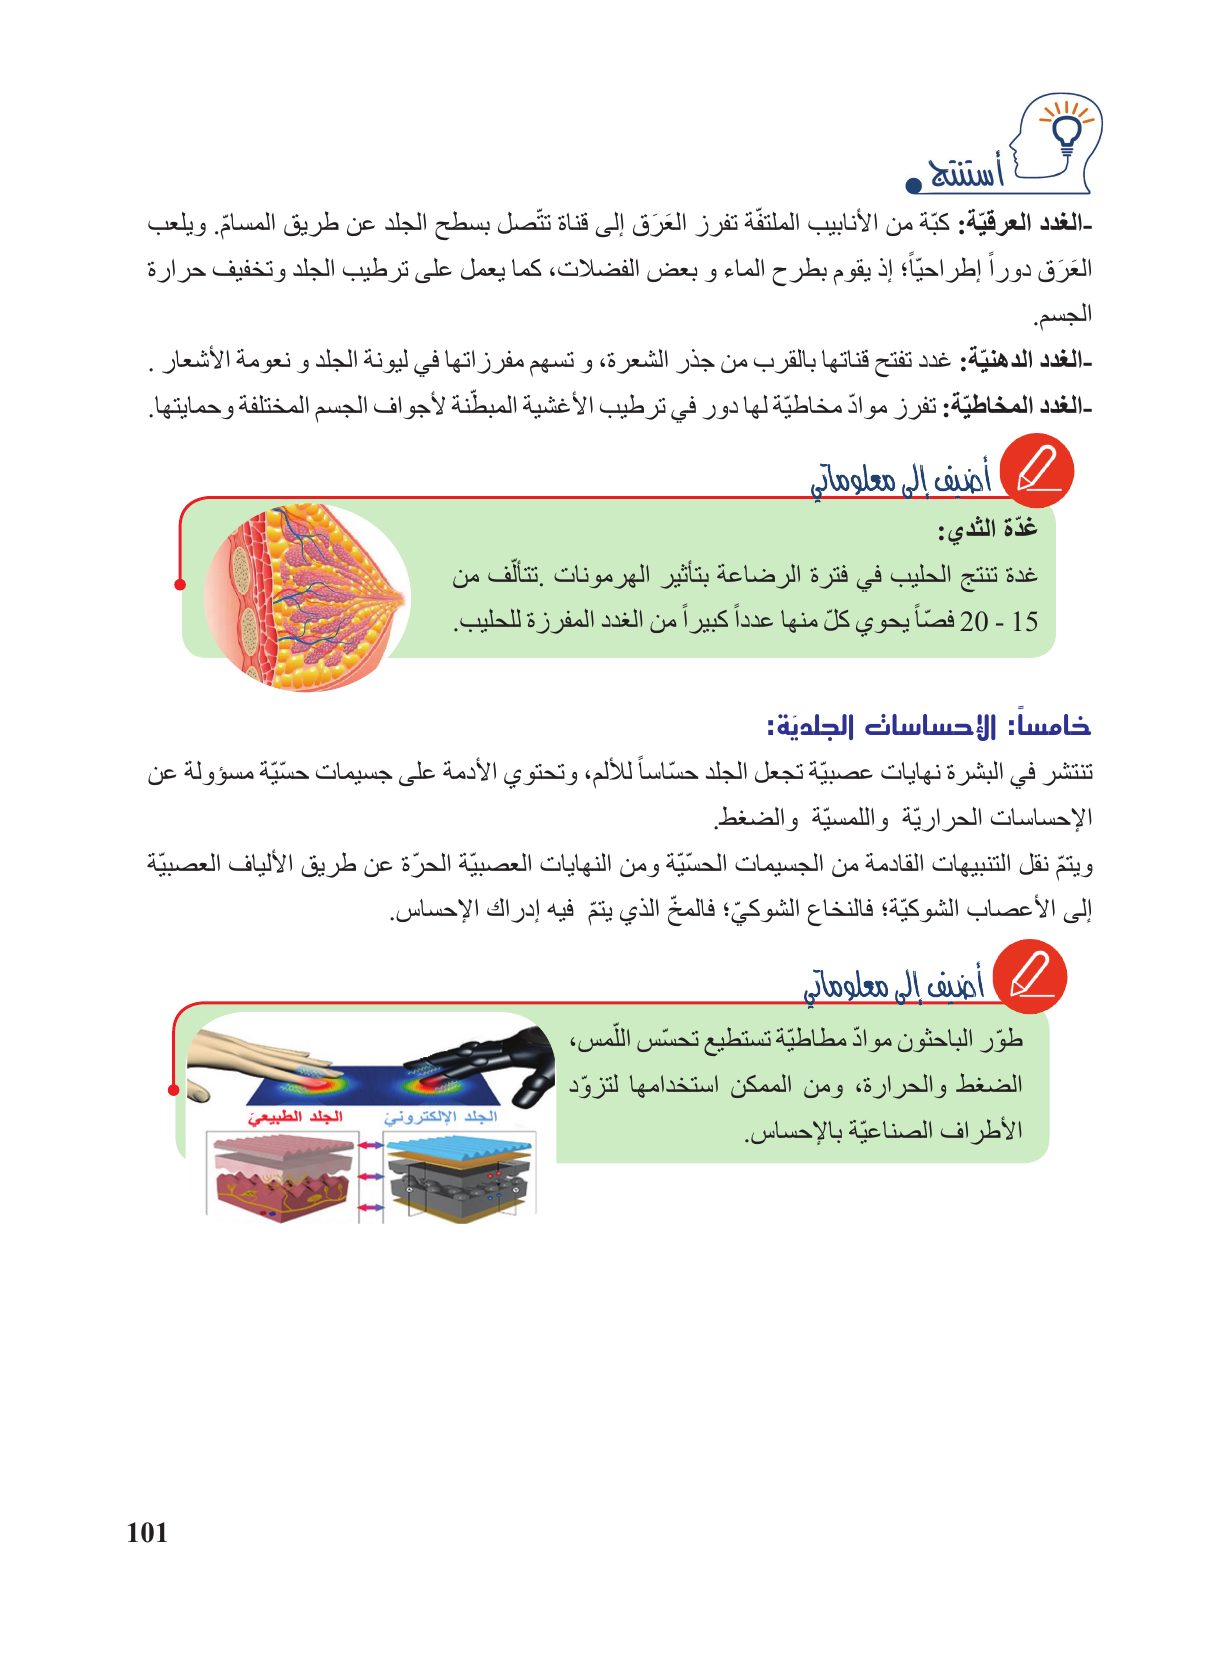 أستنتج
-الغدد العرقيّة: كبّة من الأنابيب الملتفّة تفرز العَرَق إلى قناة تتّصل بسطح الجلد عن طريق المسامّ. ويلعب
العَرَق دوراً إطراحيّاً؛ إذ يقوم بطرح الماء و بعض الفضلات، كما يعمل على ترطيب الجلد وتخفيف حرارة
الجسم.
-الغدد الدهنيّة: غدد تفتح قناتها بالقرب من جذر الشعرة، و تسهم مفرزاتها في ليونة الجلد و نعومة الأشعار .
-الغدد المخاطيّة: تفرز موادّ مخاطيّة لها دور في ترطيب الأغشية المبطّنة لأجواف الجسم المختلفة وحمايتها.
أضيف إلى معلوماتي
غدّة الثدي:
غدة تنتج الحليب في فترة الرضاعة بتأثير الهرمونات .تتألّف من
15 - 20 فصّاً يحوي كلّ منها عدداً كبيراً من الغدد المفرزة للحليب.
خامساً: الإحساسات الجلديَة:
تنتشر في البشرة نهايات عصبيّة تجعل الجلد حسّاساً للألم، وتحتوي الأدمة على جسيمات حسّيّة مسؤولة عن
الإحساسات الحراريّة واللمسيّة والضغط.
ويتمّ نقل التنبيهات القادمة من الجسيمات الحسّيّة ومن النهايات العصبيّة الحرّة عن طريق الألياف العصبيّة
إلى الأعصاب الشوكيّة؛ فالنخاع الشوكيّ؛ فالمخّ الذي يتمّ فيه إدراك الإحساس.
أضيف إلى معلوماتي
طوّر الباحثون موادّ مطاطيّة تستطيع تحسّس اللّمس،
الضغط والحرارة، ومن الممكن استخدامها لتزوّد
الأطراف الصناعيّة بالإحساس.
الجلد الإلكترونيّ
الجلد الطبيعيّ
101